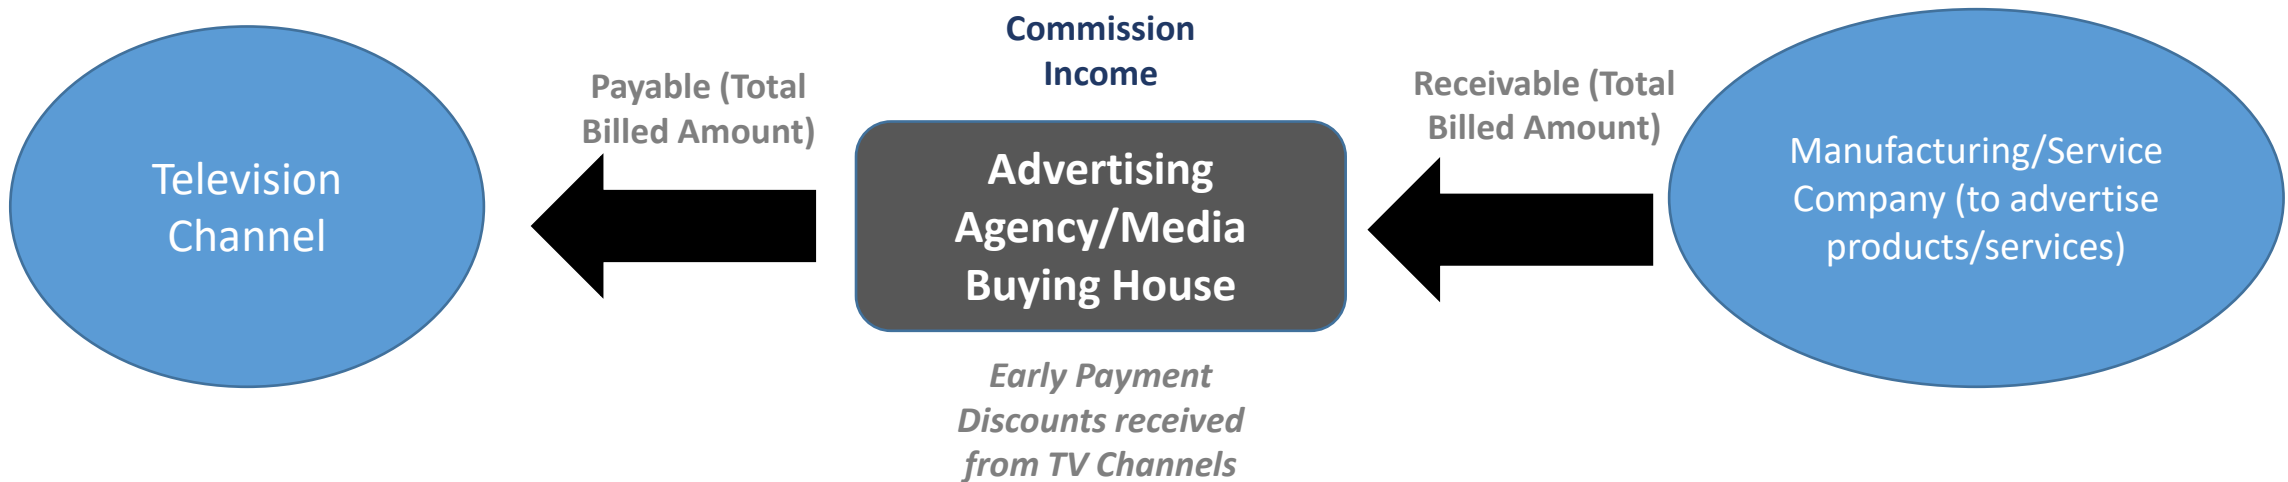 Television
Channel
Payable (Total
Billed Amount)
Commission
Income
Advertising
Agency/Media
Buying House
Early Payment
Discounts received
from TV Channels
Receivable (Total
Billed Amount)
Manufacturing/Service
Company (to advertise
products/services)